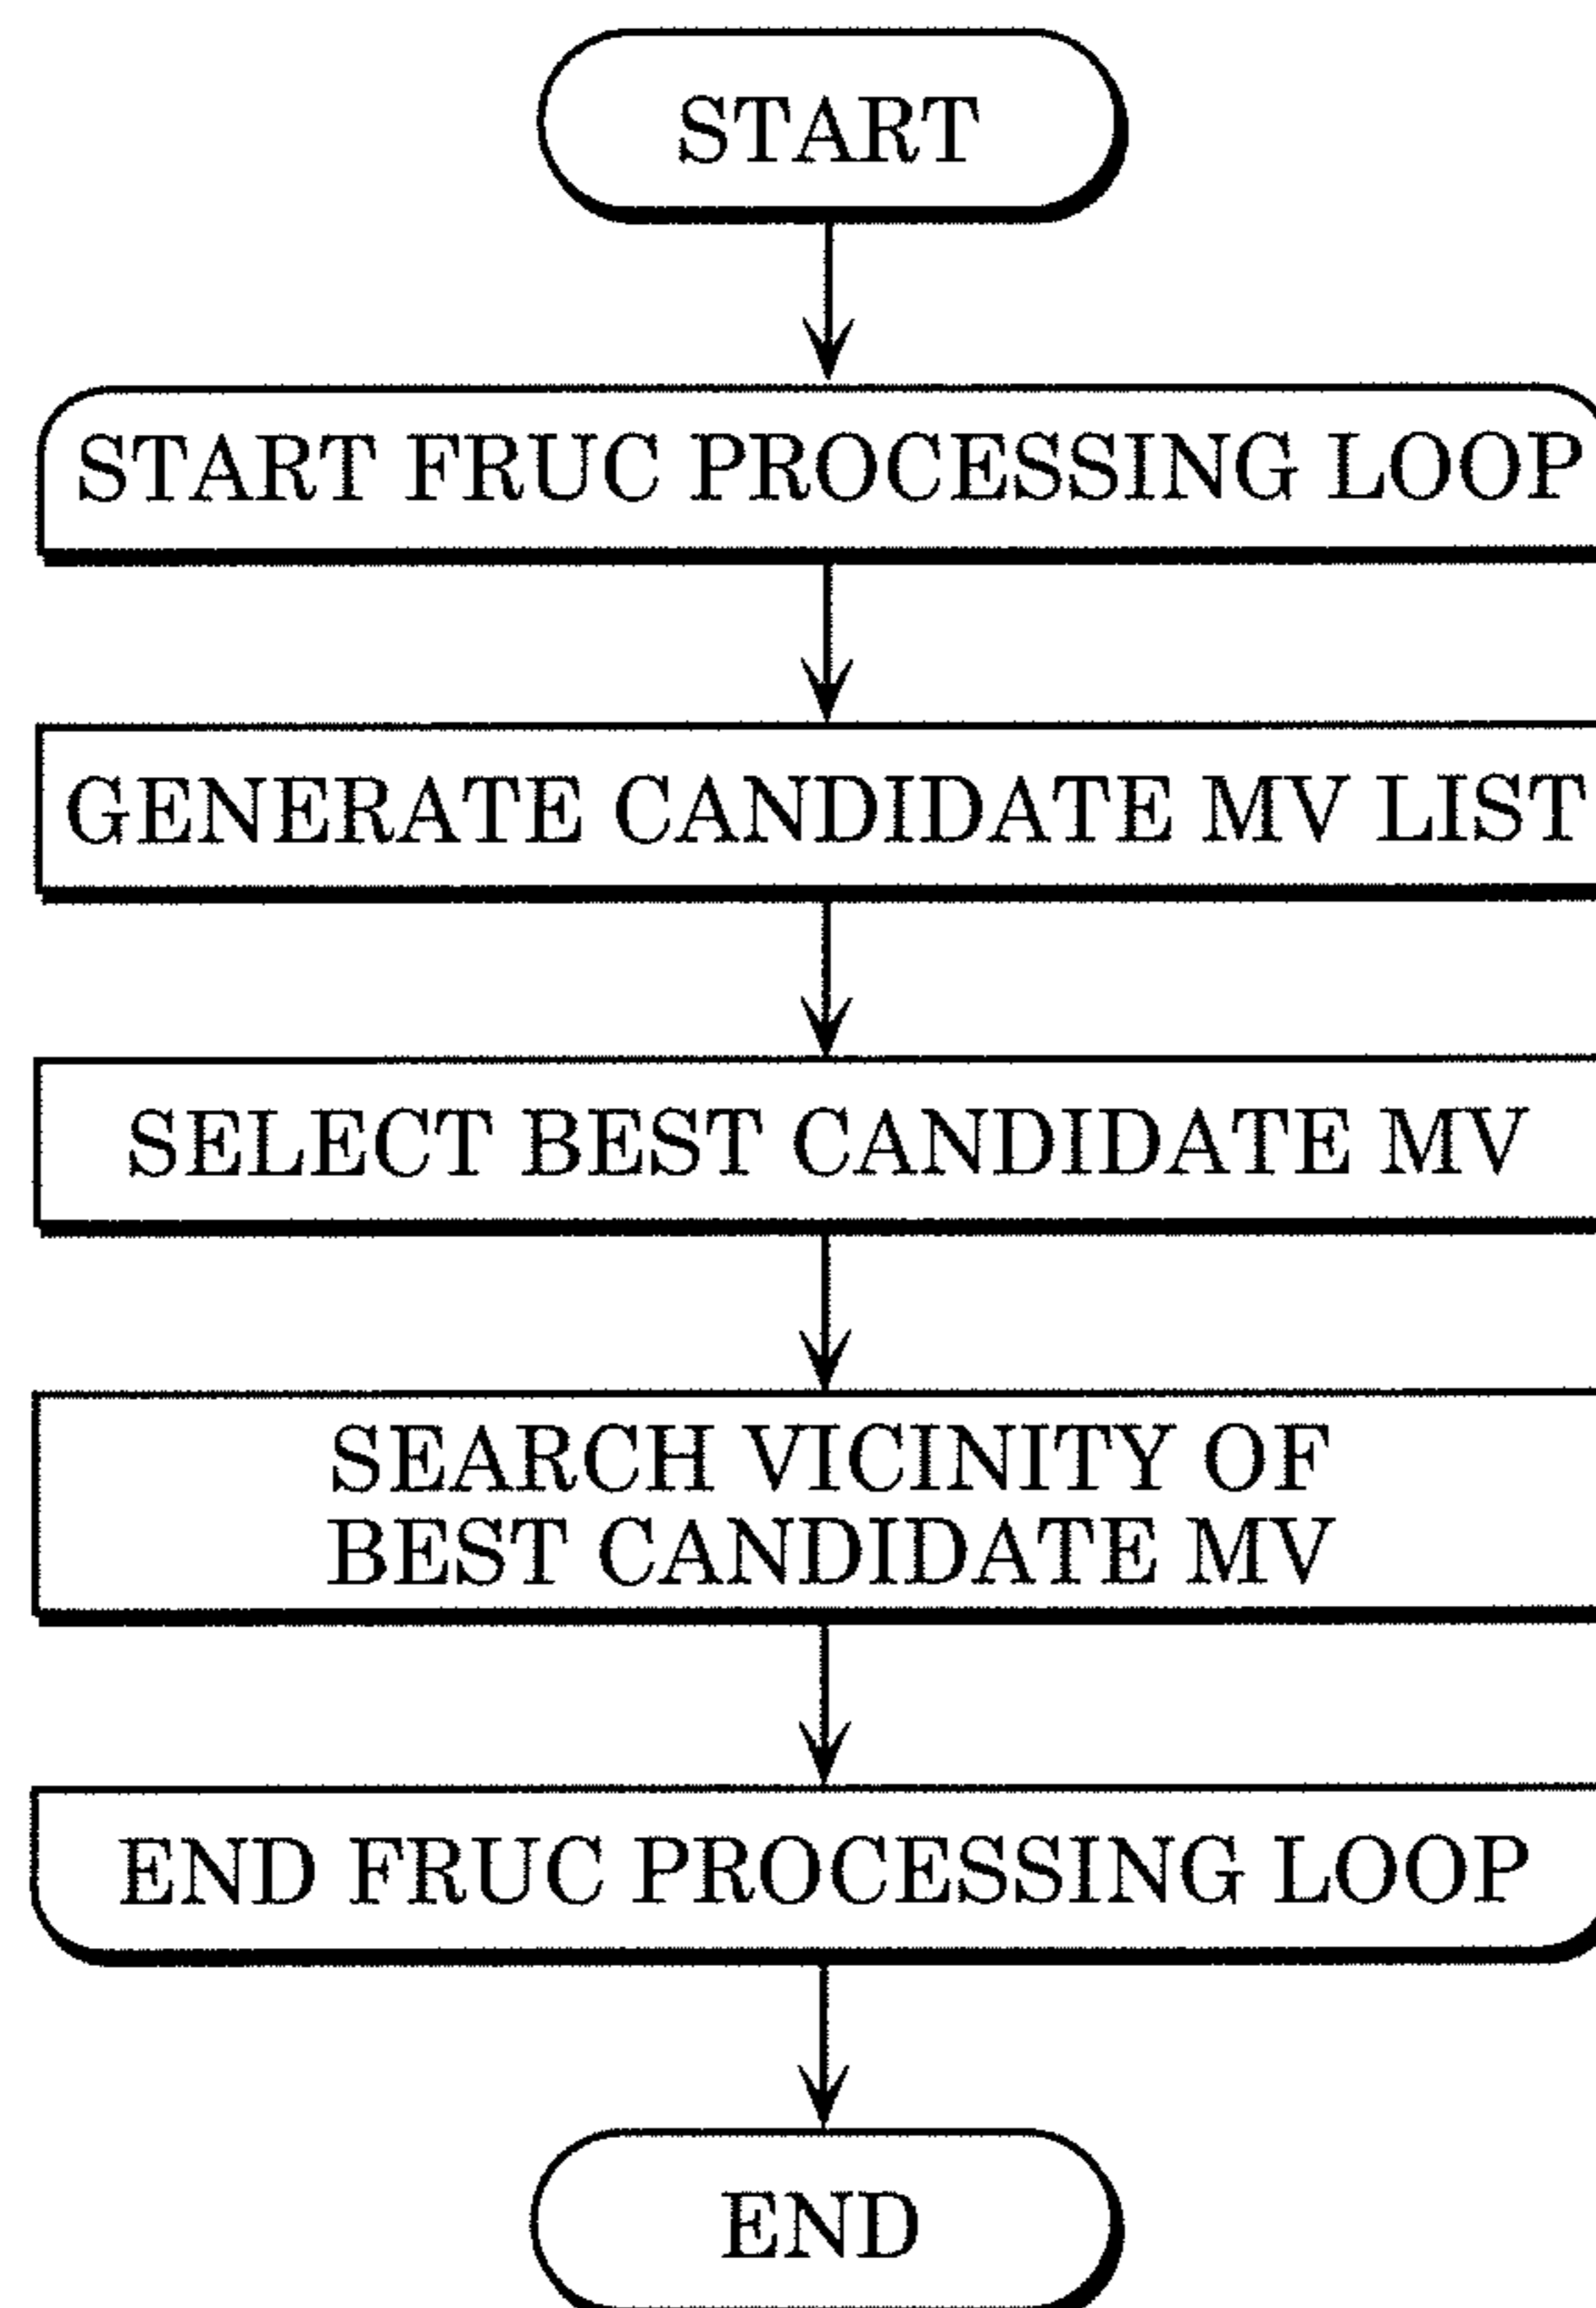 START
START FRUC PROCESSING LOOP
GENERATE CANDIDATE MV LIST
SELECT BEST CANDIDATE MV
SEARCH VICINITY OF
BEST CANDIDATE MV
END FRUC PROCESSING LOOP
END